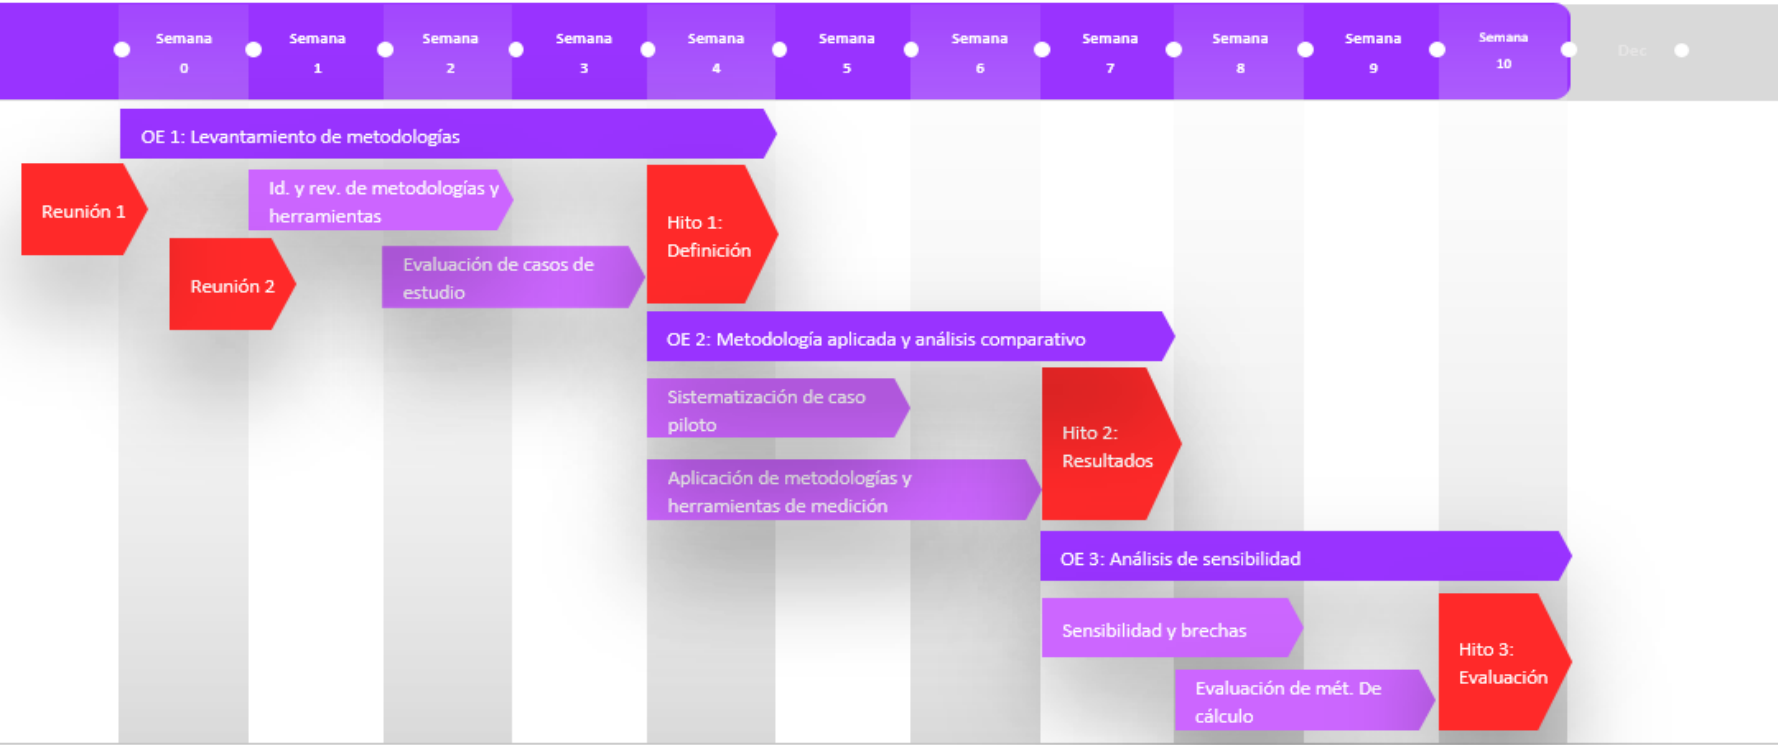 Semana
0
Semana
1
Semana
2
Semana
3
Semana
4
Semana
5
Semana
6
Semana
7
Semana
8
Semana
9
Semana
10
Dec
OE 1: Levantamiento de metodologías
Reunión 1
Id. y rev. de metodologías y
herramientas
Hito 1:
Definición
Reunión 2
Evaluación de casos de
estudio
OE 2: Metodología aplicada y análisis comparativo
Sistematización de caso
piloto
Hito 2:
Resultados
Aplicación de metodologías y
herramientas de medición
OE 3: Análisis de sensibilidad
Sensibilidad y brechas
Hito 3:
Evaluación
Evaluación de mét. De
cálculo